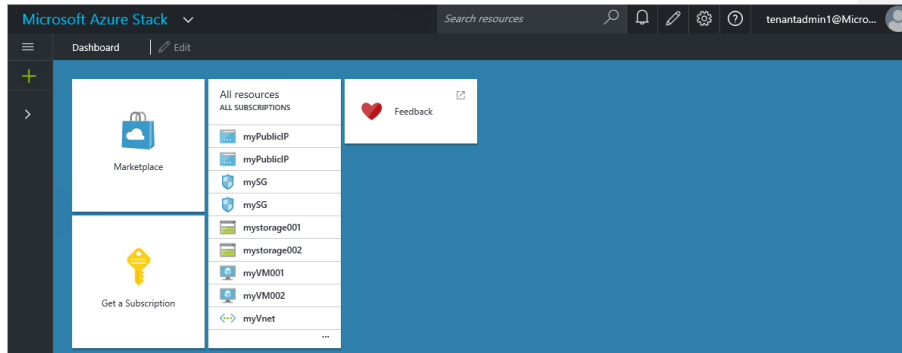 Microsoft Azure Stack
Search resources
tenantadmin1@Micro...
Dashboard
Edit
Marketplace
Get a Subscription
All resources
ALL SUBSCRIPTIONS
myPublicIP
myPublicIP
mySG
mySG
mystorage001
mystorage002
myVM001
myVM002
myVnet
...
Feedback